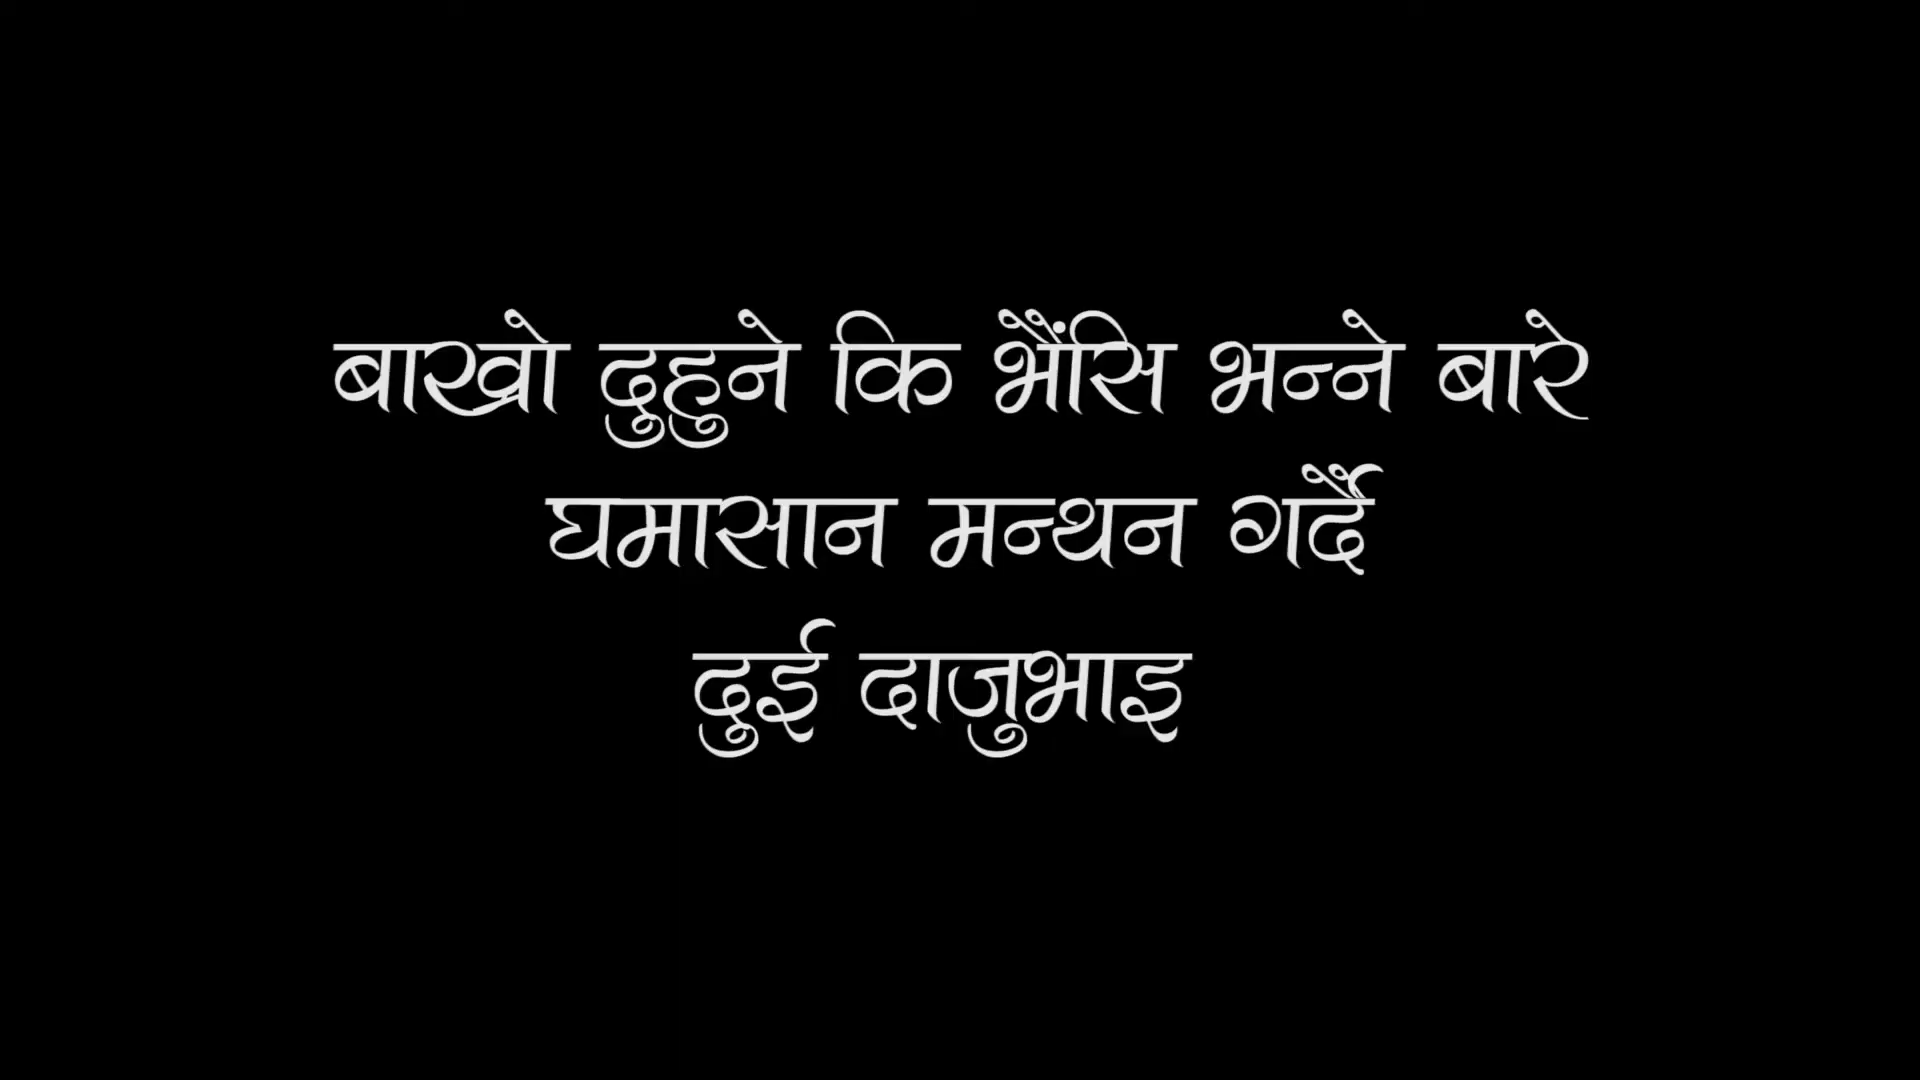 बाखो दुहुने कि भैंसि भन्ने बारे
घमासान मन्थन गर्दै
दुई दाजुभाइ